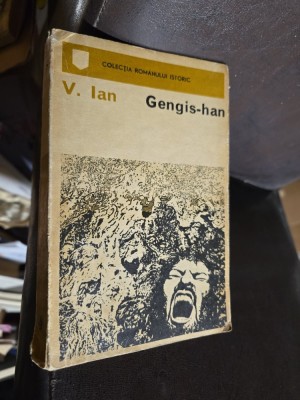 COLECȚIA ROMANULUI ISTORIC
V. Ian Gengis-han